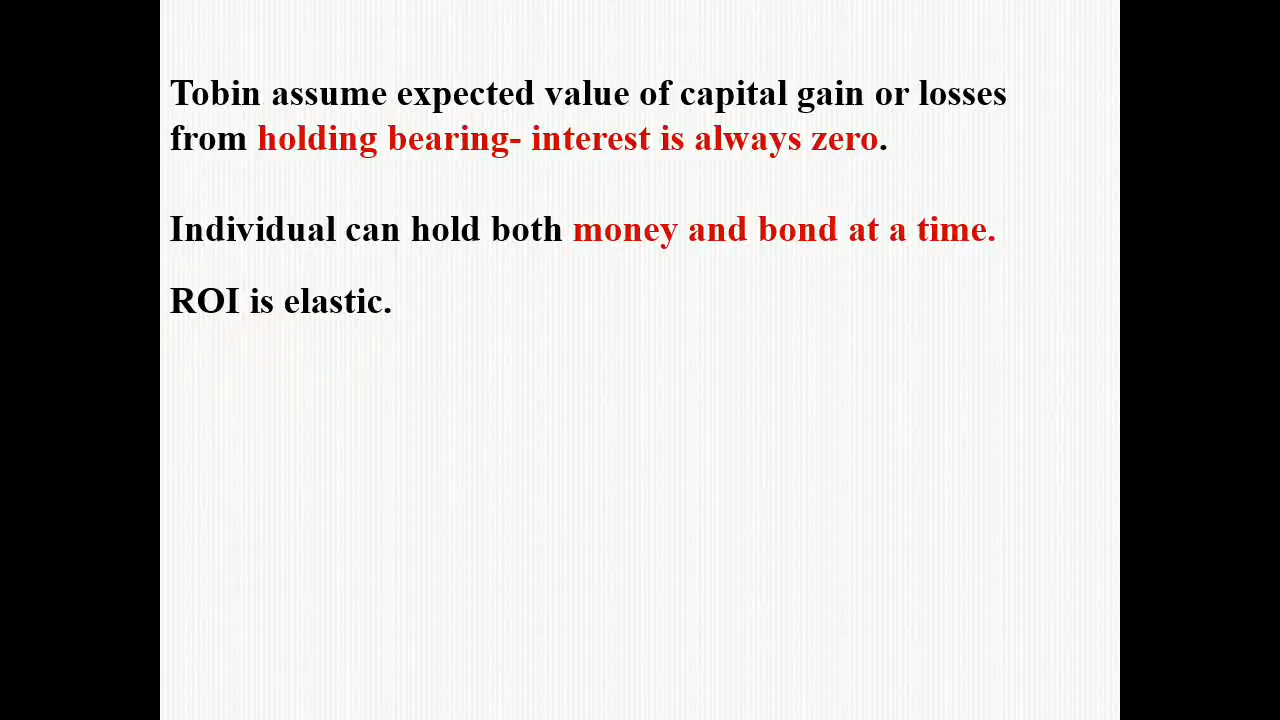 Tobin assume expected value of capital gain or losses
from holding bearing- interest is always zero.
Individual can hold both money and bond at a time.
ROI is elastic.